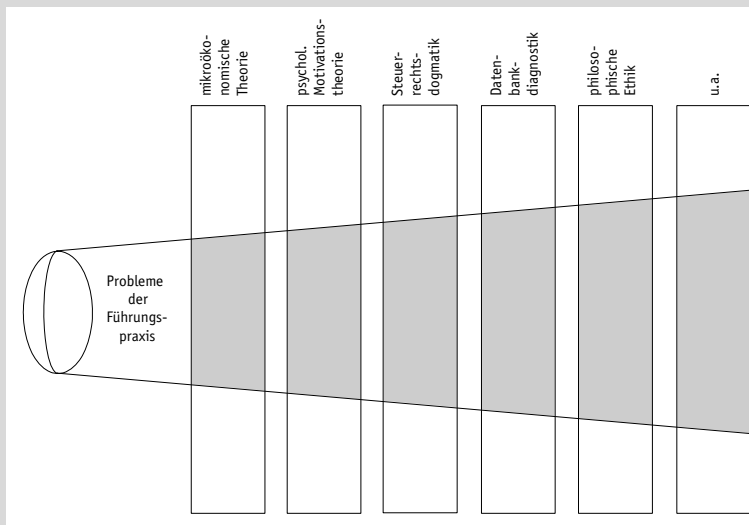 mikroöko-
nomische
Theorie
psychol.
Motivations-
theorie
Steuer-
rechts-
dogmatik
Daten-
bank-
diagnostik
philoso-
phische
Ethik
u.a.
Probleme
der
Führungs-
praxis